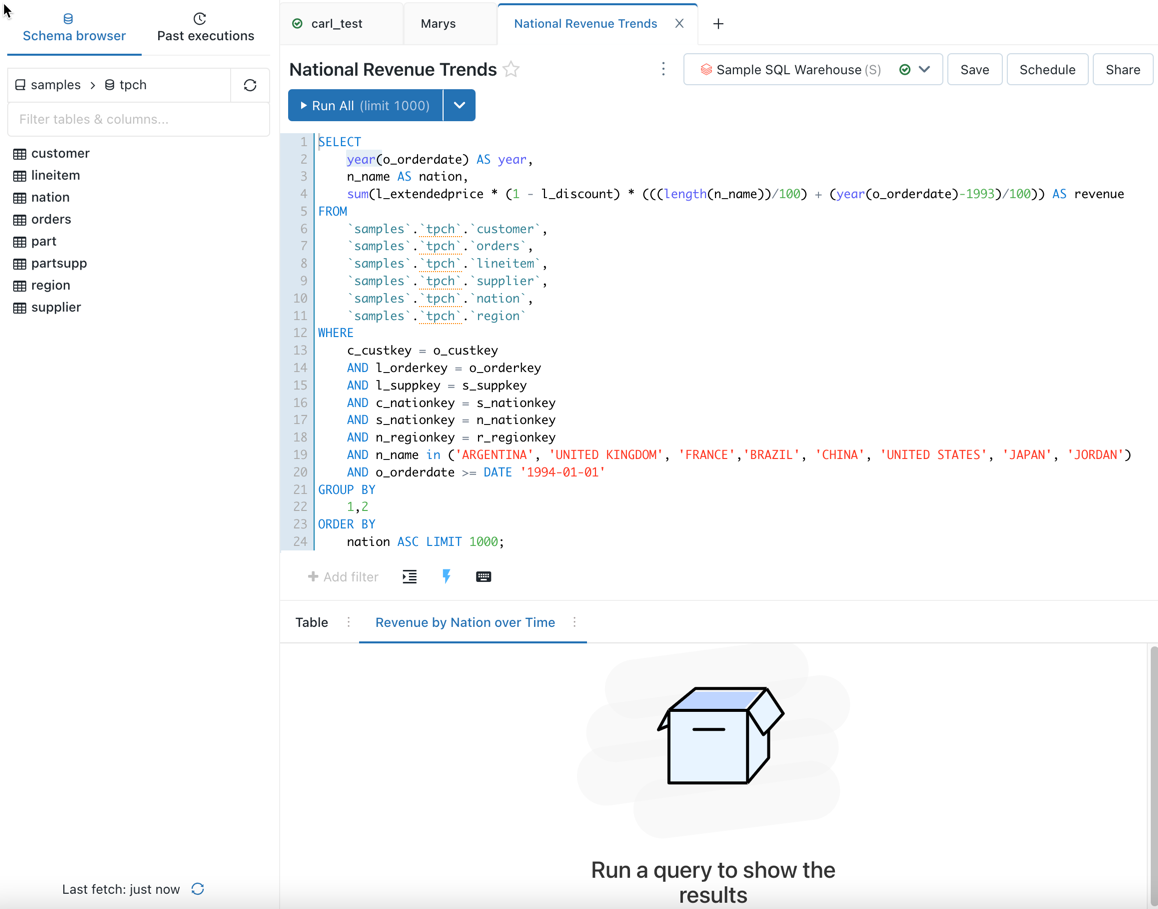 Schema browser
Past executions
samples > tpch
Filter tables & columns...
customer
lineitem
nation
orders
part
partsupp
region
supplier
Last fetch: just now
carl_test
Marys
National Revenue Trends
National Revenue Trends
Sample SQL Warehouse (S)
Save
Schedule
Share
Run All (limit 1000)
1 SELECT
2 year(o_orderdate) AS year,
3 n_name AS nation,
4 sum(l_extendedprice * (1 - l_discount) * (((length(n_name))/100) + (year(o_orderdate)-1993)/100)) AS revenue
5 FROM
6 `samples`.`tpch`.`customer`,
7 `samples`.`tpch`.`orders`,
8 `samples`.`tpch`.`lineitem`,
9 `samples`.`tpch`.`supplier`,
10 `samples`.`tpch`.`nation`,
11 `samples`.`tpch`.`region`
12 WHERE
13 c_custkey = o_custkey
14 AND l_orderkey = o_orderkey
15 AND l_suppkey = s_suppkey
16 AND c_nationkey = s_nationkey
17 AND s_nationkey = n_nationkey
18 AND n_regionkey = r_regionkey
19 AND n_name in ('ARGENTINA', 'UNITED KINGDOM', 'FRANCE','BRAZIL', 'CHINA', 'UNITED STATES', 'JAPAN', 'JORDAN')
20 AND o_orderdate >= DATE '1994-01-01'
21 GROUP BY
22 1,2
23 ORDER BY
24 nation ASC LIMIT 1000;
+ Add filter
Table
Revenue by Nation over Time
Run a query to show the
results